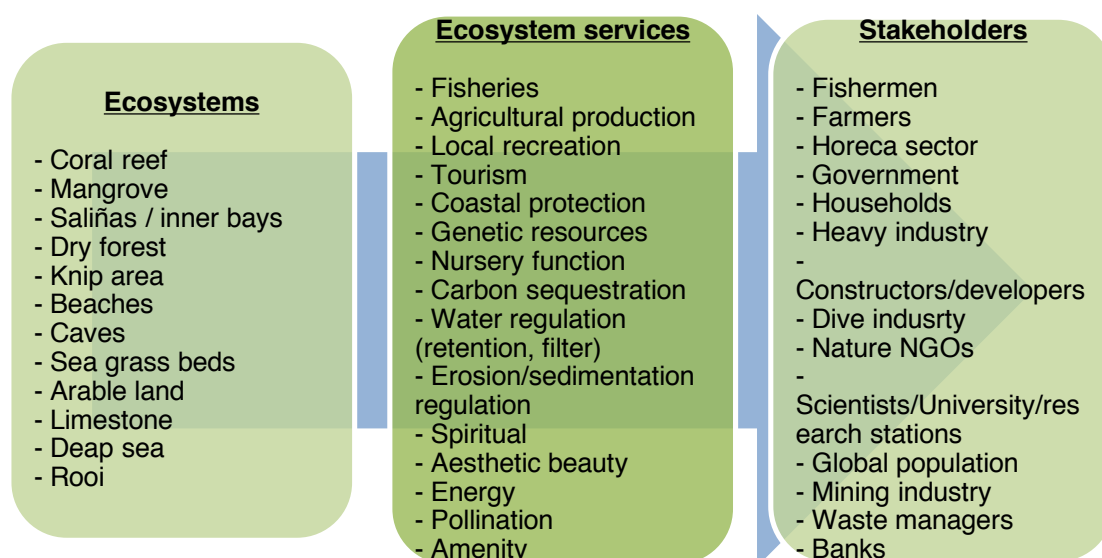 Ecosystems
- Coral reef
- Mangrove
- Saliñas / inner bays
- Dry forest
- Knip area
- Beaches
- Caves
- Sea grass beds
- Arable land
- Limestone
- Deap sea
- Rooi
Ecosystem services
- Fisheries
- Agricultural production
- Local recreation
- Tourism
- Coastal protection
- Genetic resources
- Nursery function
- Carbon sequestration
- Water regulation
(retention, filter)
- Erosion/sedimentation
regulation
- Spiritual
- Aesthetic beauty
- Energy
- Pollination
- Amenity
Stakeholders
- Fishermen
- Farmers
- Horeca sector
- Government
- Households
- Heavy industry
-
Constructors/developers
- Dive indusrty
- Nature NGOs
-
Scientists/University/res
earch stations
- Global population
- Mining industry
- Waste managers
- Banks